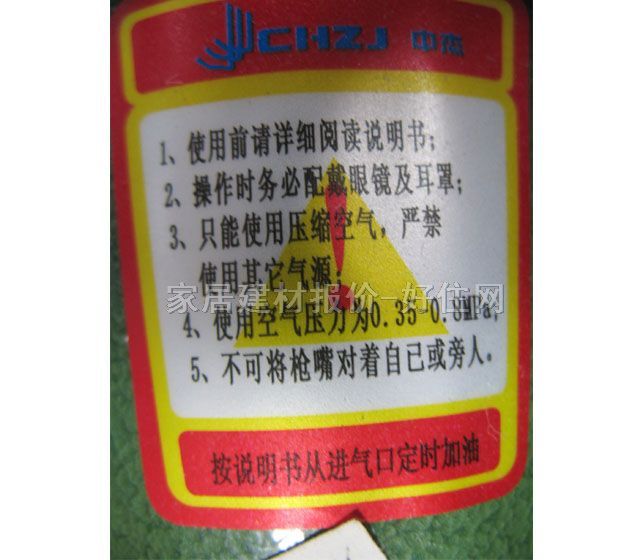 CHZJ 中杰
1、使用前请详细阅读说明书；
2、操作时务必配戴眼镜及耳罩；
3、只能使用压缩空气，严禁
使用其它气源；
家居建材报价-好住网
4、使用空气压力为0.35-0.8MPa；
5、不可将枪嘴对着自己或旁人。
按说明书从进气口定时加油